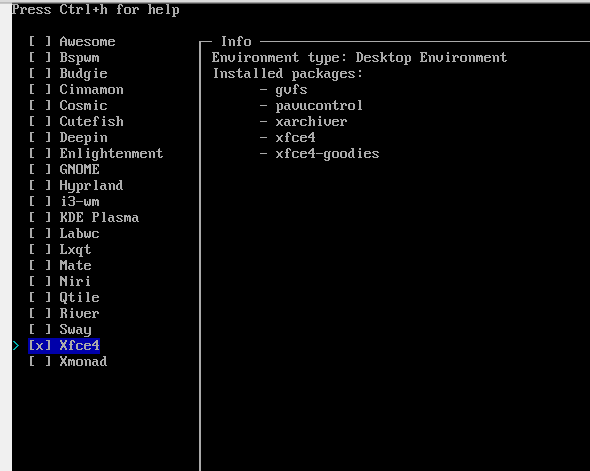 Press Ctrl+h for help
[ ] Awesome
[ ] Bspwm
[ ] Budgie
[ ] Cinnamon
[ ] Cosmic
[ ] Cutefish
[ ] Deepin
[ ] Enlightenment
[ ] GNOME
[ ] Hyprland
[ ] i3-wm
[ ] KDE Plasma
[ ] Labwc
[ ] Lxqt
[ ] Mate
[ ] Niri
[ ] Qtile
[ ] River
[ ] Sway
> [x] Xfce4
[ ] Xmonad
Info
Environment type: Desktop Environment
Installed packages:
- gvfs
- pavucontrol
- xarchiver
- xfce4
- xfce4-goodies